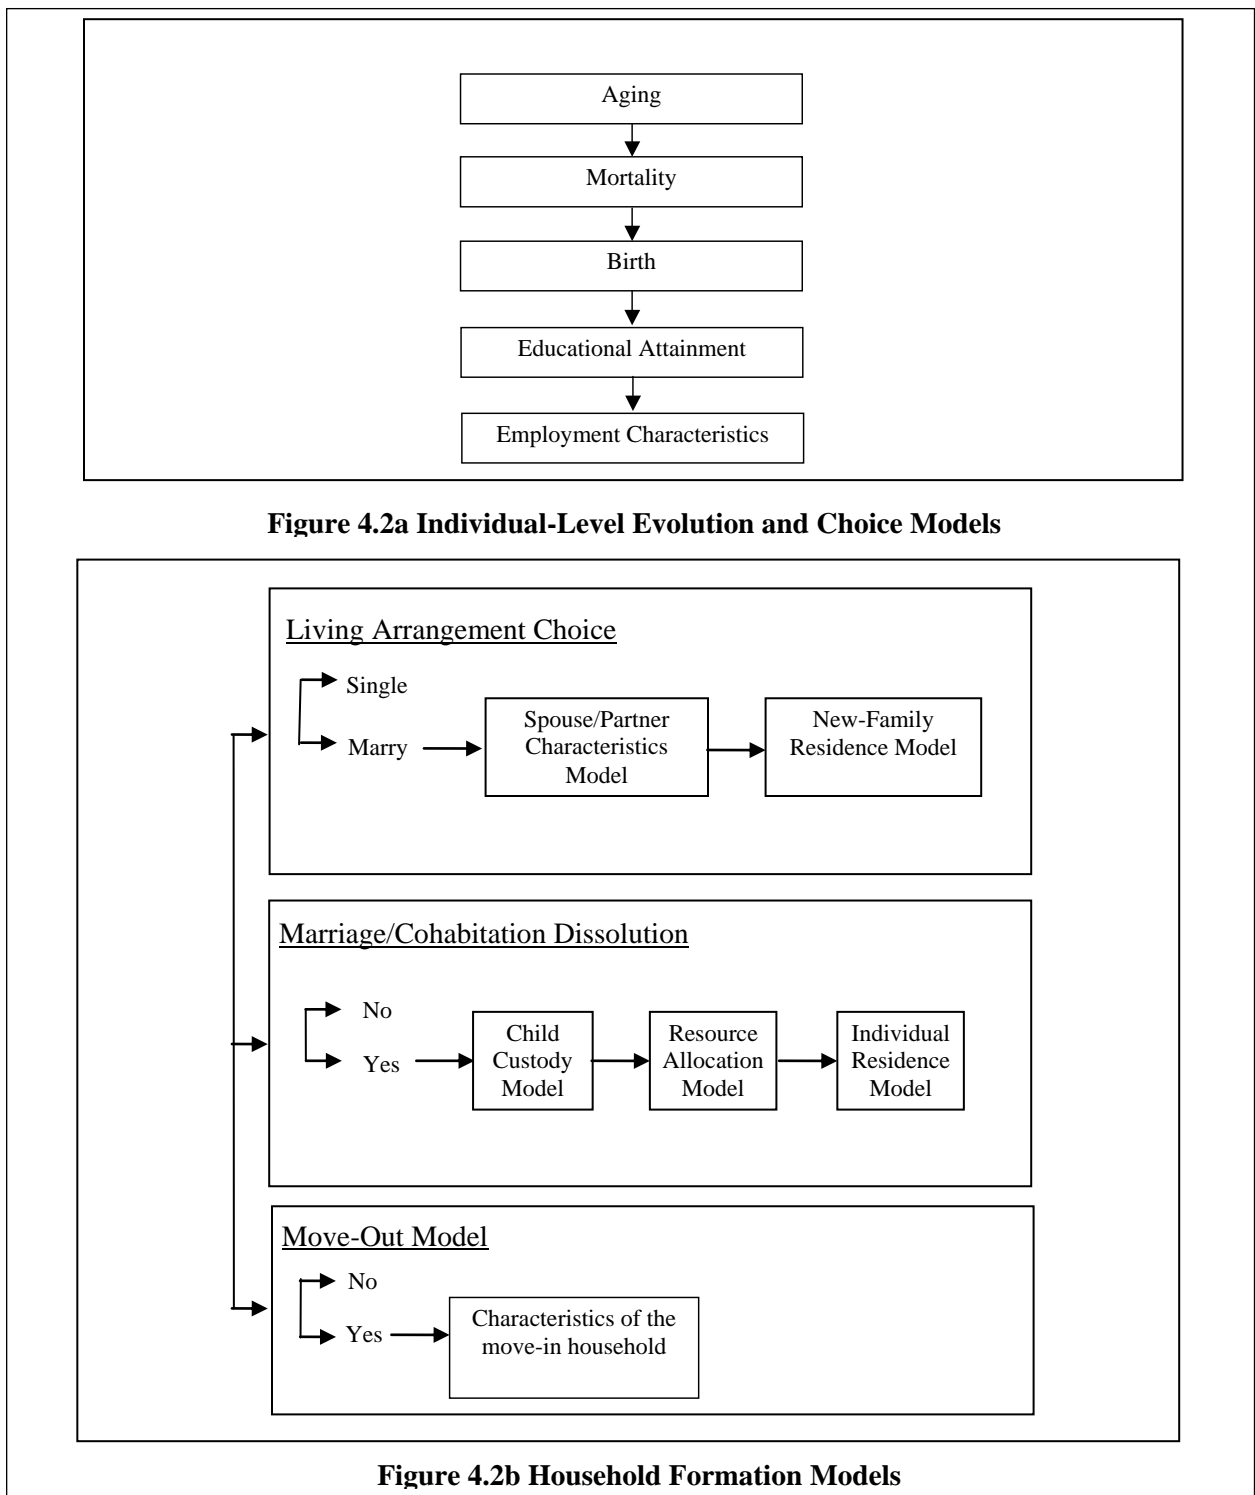 Aging
Mortality
Birth
Educational Attainment
Employment Characteristics
Figure 4.2a Individual-Level Evolution and Choice Models
Living Arrangement Choice
Single
Marry
Spouse/Partner
Characteristics
Model
New-Family
Residence Model
Marriage/Cohabitation Dissolution
No
Yes
Child
Custody
Model
Resource
Allocation
Model
Individual
Residence
Model
Move-Out Model
No
Yes
Characteristics of the
move-in household
Figure 4.2b Household Formation Models